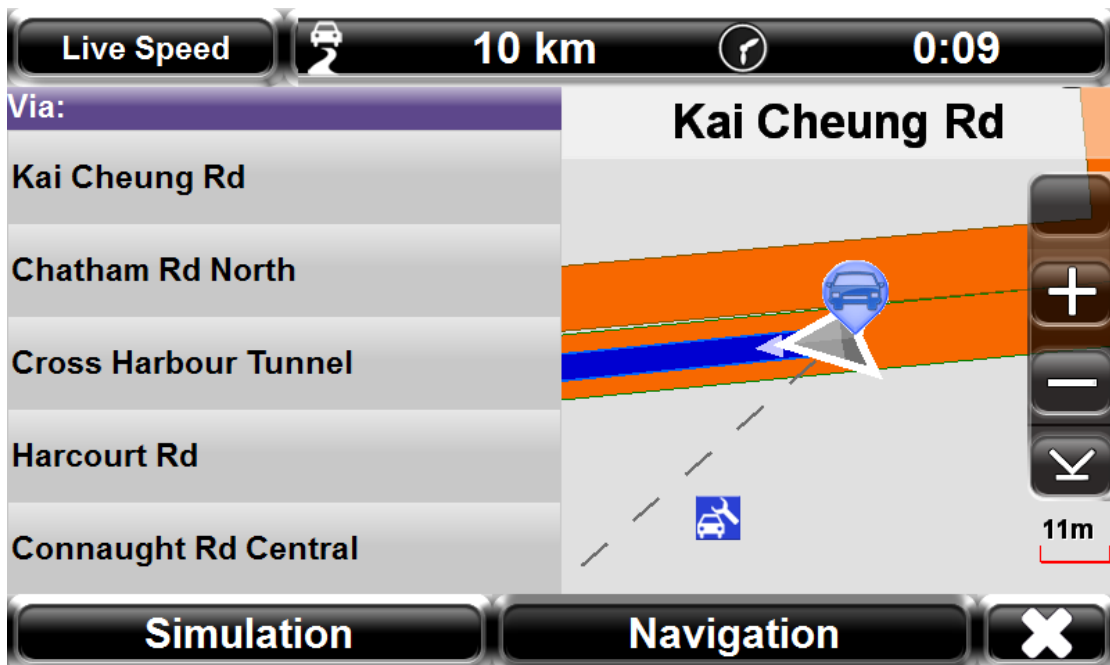 Live Speed
10 km
0:09
Via:
Kai Cheung Rd
Kai Cheung Rd
Chatham Rd North
Cross Harbour Tunnel
Harcourt Rd
Connaught Rd Central
11m
Simulation
Navigation